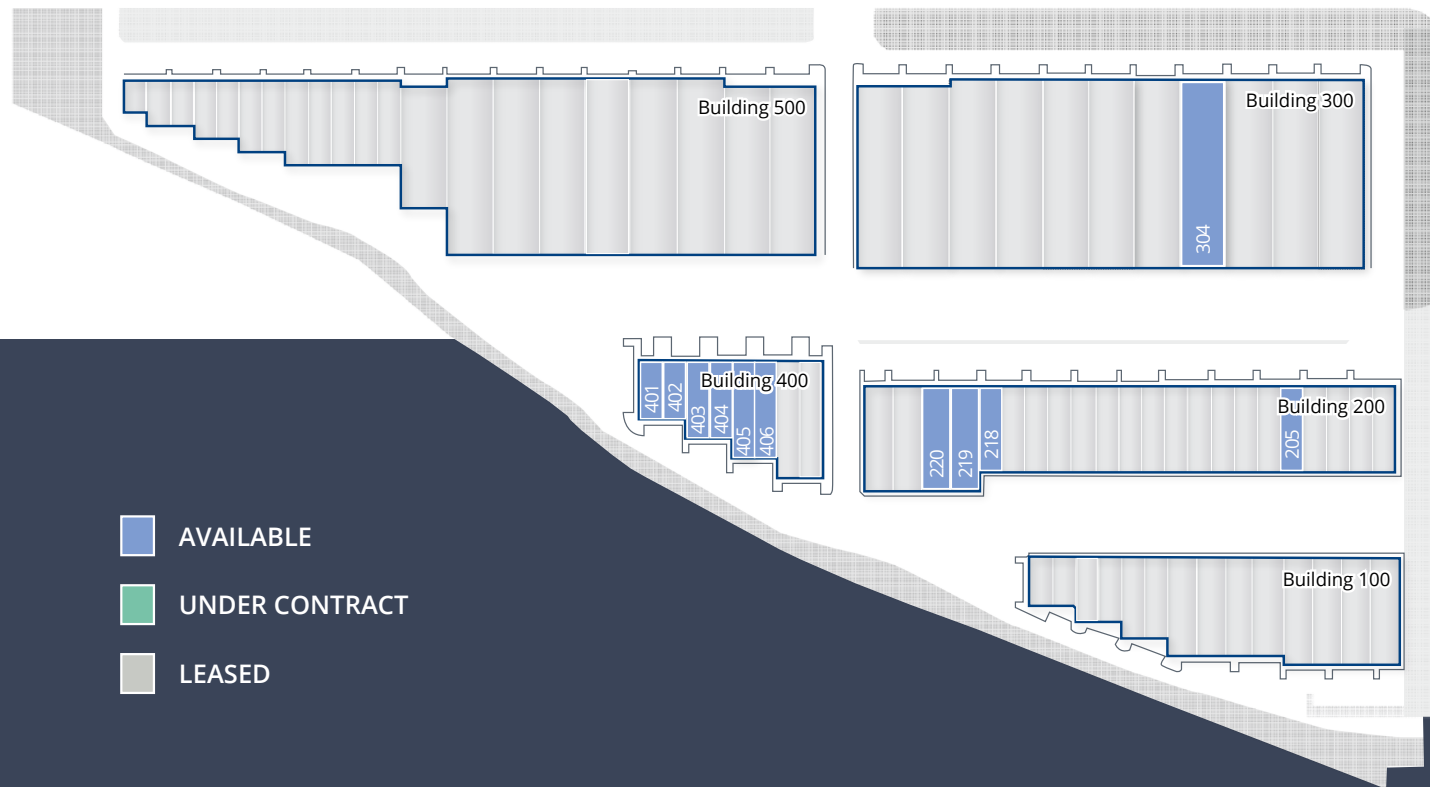 Building 500
Building 300
304
Building 400
401
402
403
404
405
406
Building 200
220
219
218
205
Building 100
AVAILABLE
UNDER CONTRACT
LEASED